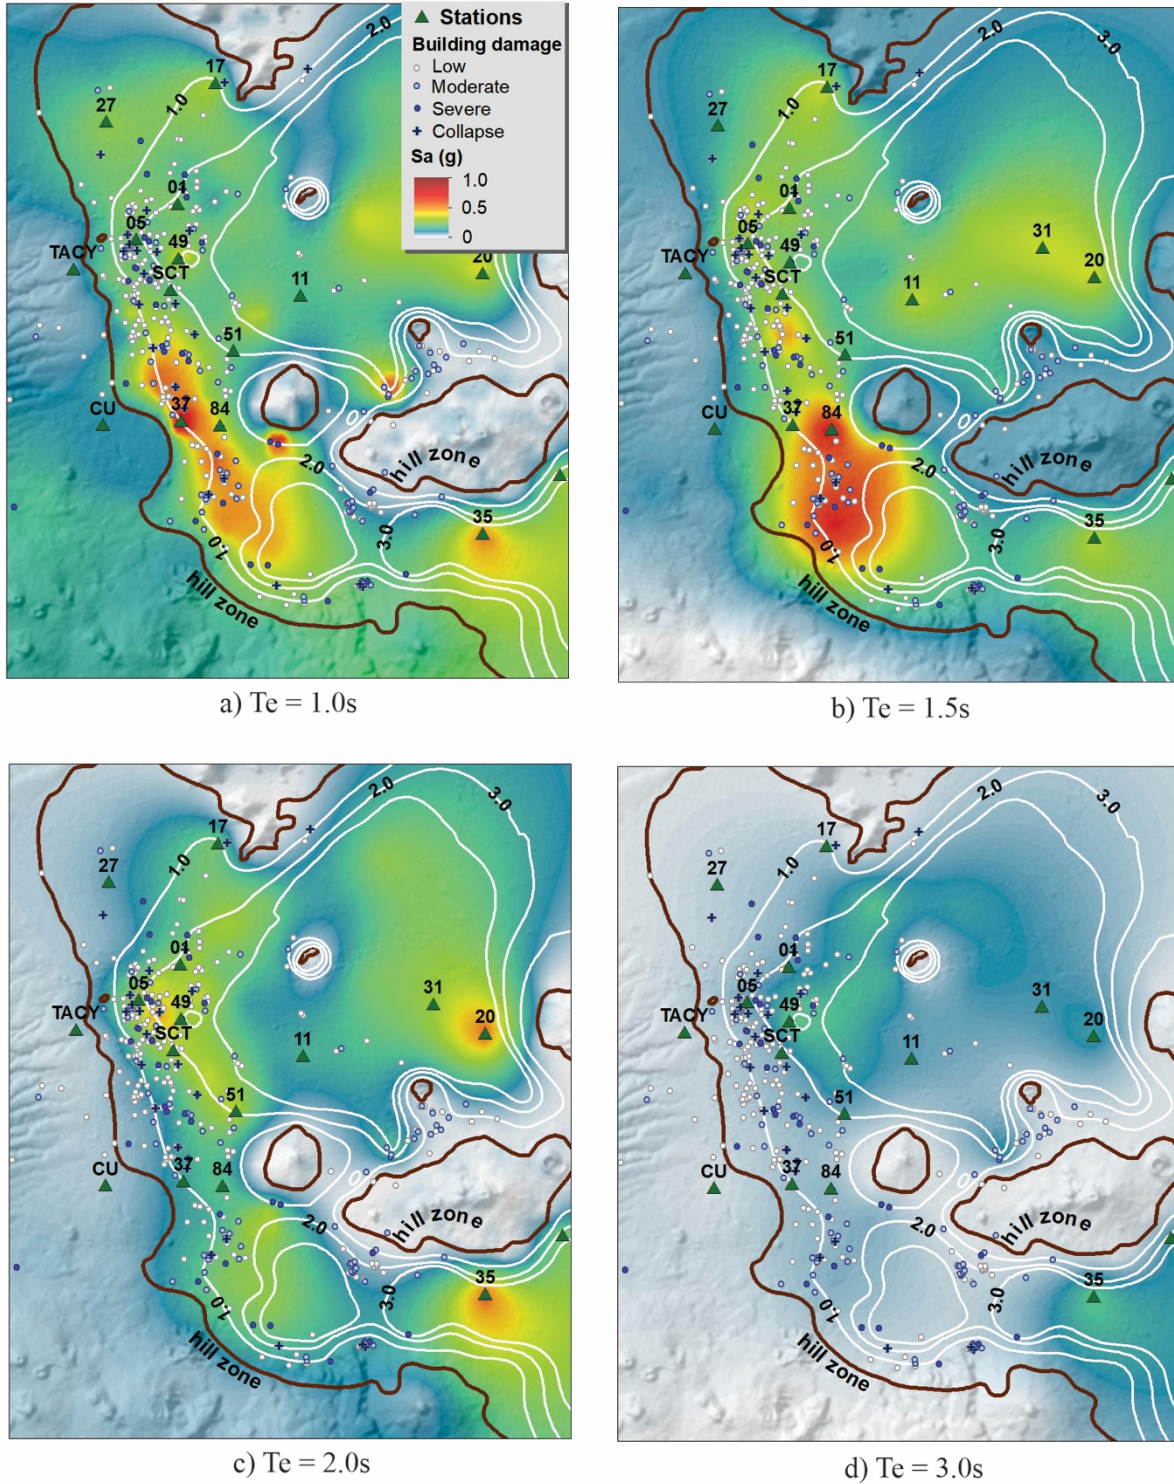 Stations
Building damage
Low
Moderate
Severe
Collapse
Sa (g)
1.0
0.5
0
2.0
17
27
1.0
01
05
49
TACY
SCT
20
11
51
CU
37
84
hill zone
2.0
35
3.0
1.0
hill zone
a) Te = 1.0s
2.0
3.0
17
27
1.0
01
05
49
31
TACY
SCT
20
11
51
CU
37
84
hill zone
2.0
35
3.0
1.0
hill zone
b) Te = 1.5s
2.0
3.0
17
27
1.0
01
05
49
31
TACY
SCT
20
11
51
CU
37
84
hill zone
2.0
35
3.0
1.0
hill zone
c) Te = 2.0s
2.0
3.0
17
27
1.0
01
05
49
31
TACY
SCT
20
11
51
CU
37
84
hill zone
2.0
35
3.0
1.0
hill zone
d) Te = 3.0s